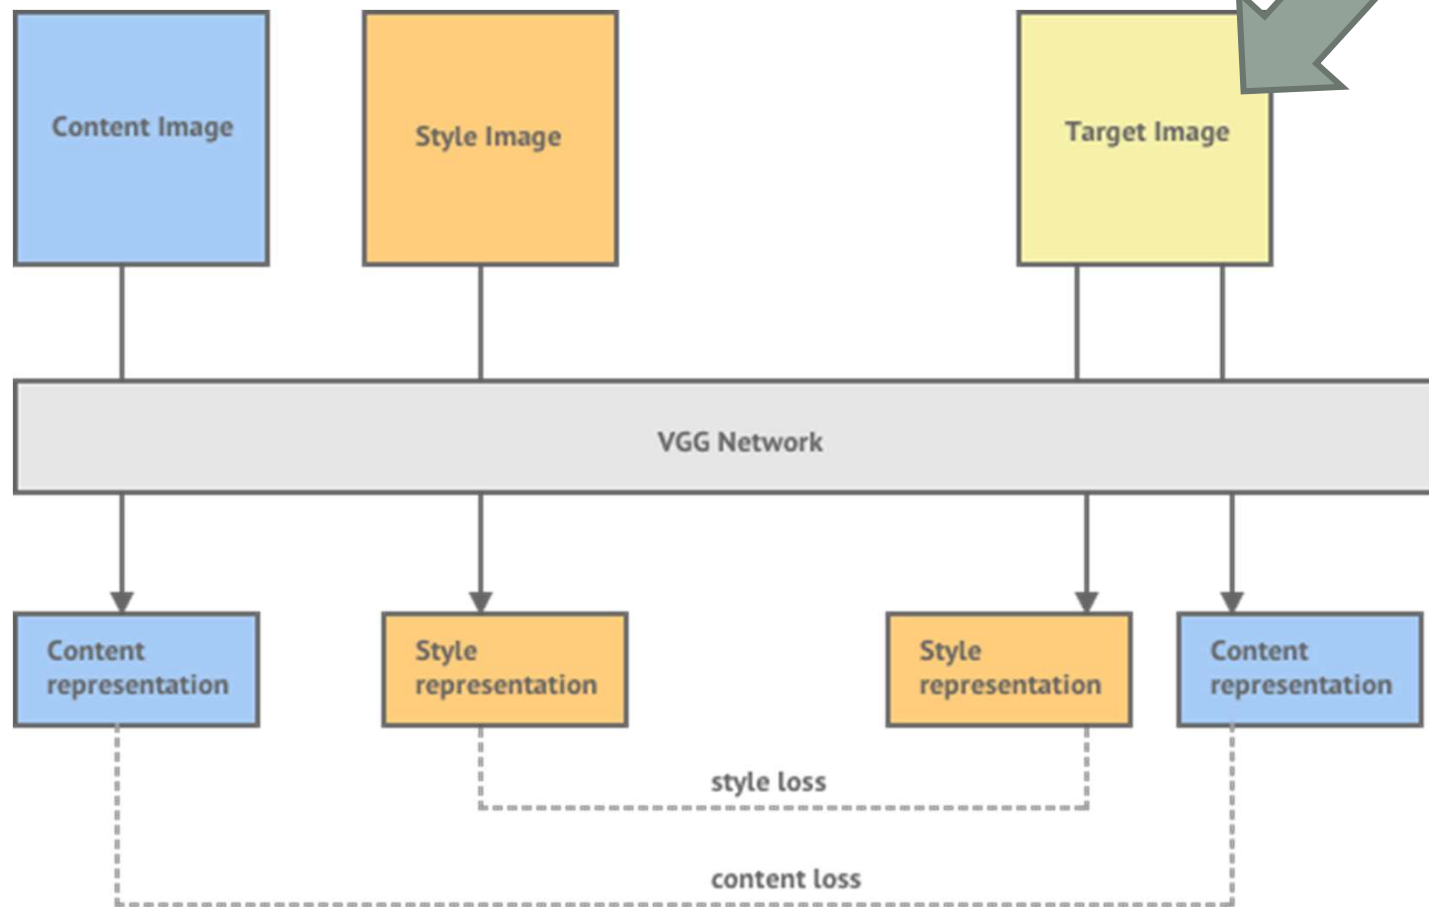 Content Image
Style Image
Target Image
VGG Network
Content
representation
Style
representation
Style
representation
Content
representation
style loss
content loss